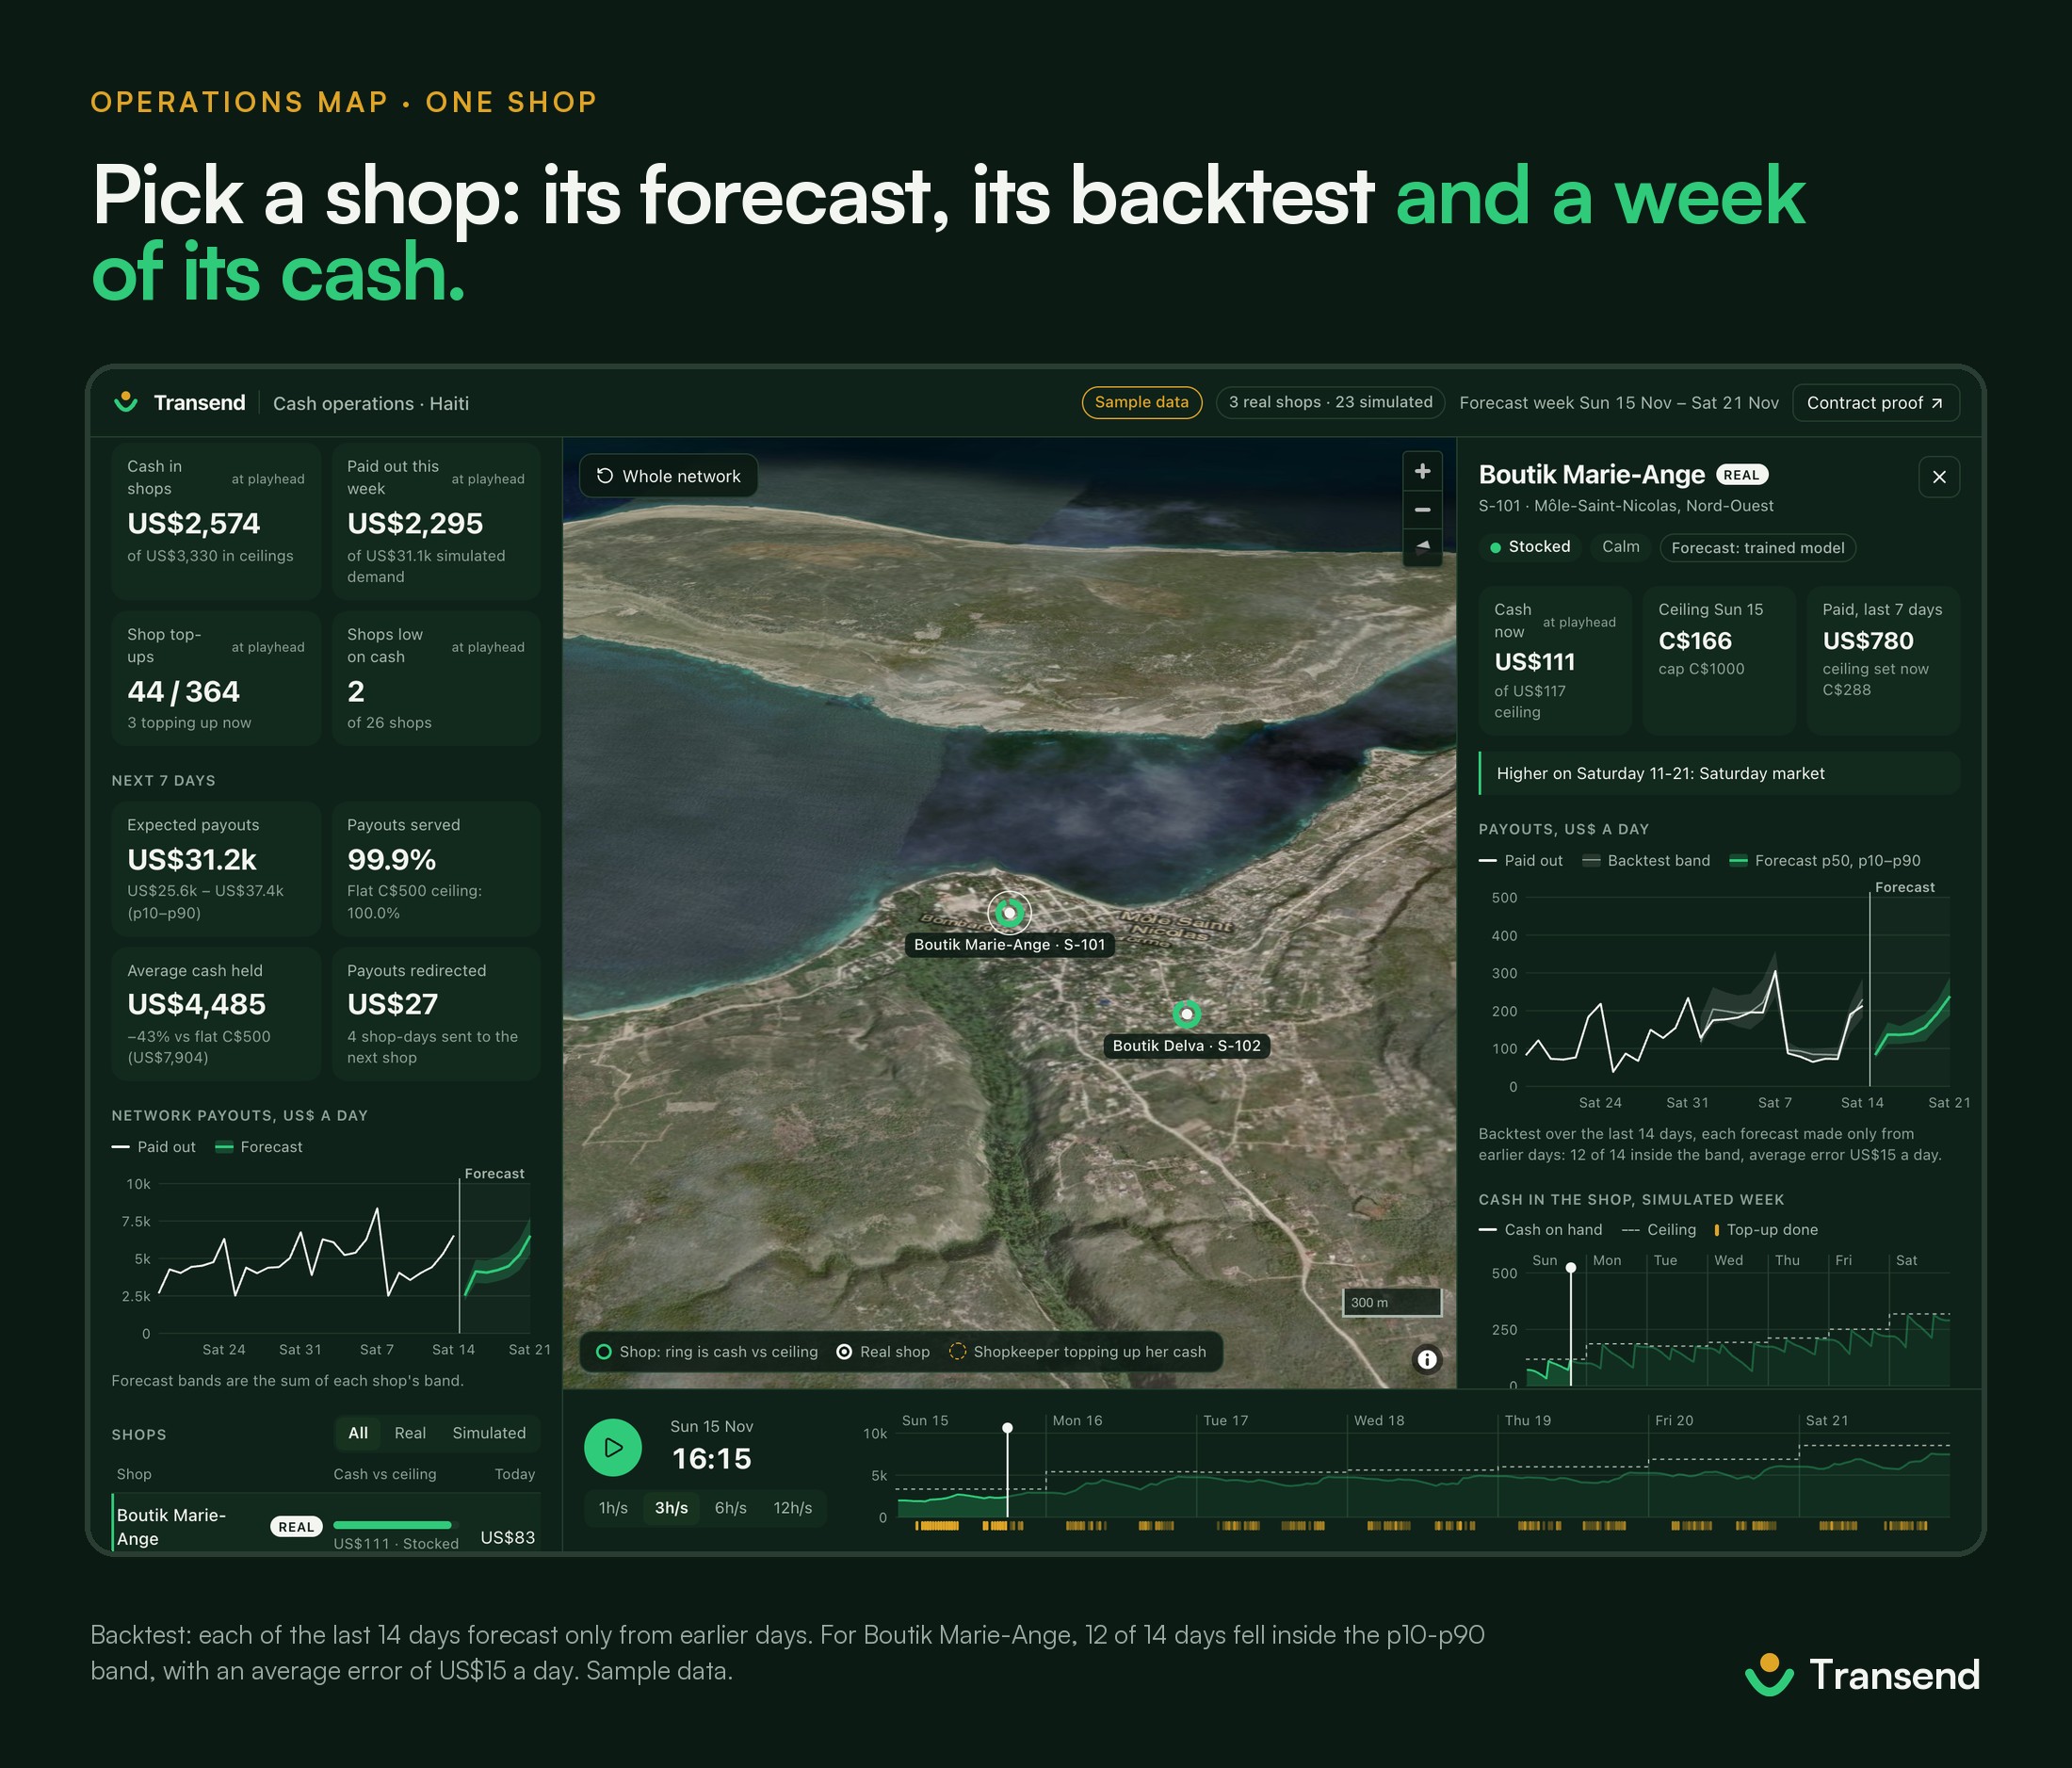 OPERATIONS MAP · ONE SHOP
Pick a shop: its forecast, its backtest and a week
of its cash.
Transend
Cash operations · Haiti
Sample data
3 real shops · 23 simulated
Forecast week Sun 15 Nov – Sat 21 Nov
Contract proof ↗
Cash in
shops
at playhead
US$2,574
of US$3,330 in ceilings
Paid out this
week
at playhead
US$2,295
of US$31.1k simulated
demand
Shop top-
ups
at playhead
44 / 364
3 topping up now
Shops low
on cash
at playhead
2
of 26 shops
NEXT 7 DAYS
Expected payouts
US$31.2k
US$25.6k – US$37.4k
(p10–p90)
Payouts served
99.9%
Flat C$500 ceiling:
100.0%
Average cash held
US$4,485
−43% vs flat C$500
(US$7,904)
Payouts redirected
US$27
4 shop-days sent to the
next shop
NETWORK PAYOUTS, US$ A DAY
Paid out
Forecast
Forecast
10k
7.5k
5k
2.5k
0
Sat 24
Sat 31
Sat 7
Sat 14
Sat 21
Forecast bands are the sum of each shop's band.
SHOPS
All
Real
Simulated
Shop
Cash vs ceiling
Today
Boutik Marie-
Ange
REAL
US$111 · Stocked
US$83
Whole network
Môle-Saint
Nicolas
Boutik Marie-Ange · S-101
Boutik Delva · S-102
300 m
Shop: ring is cash vs ceiling
Real shop
Shopkeeper topping up her cash
Boutik Marie-Ange
REAL
S-101 · Môle-Saint-Nicolas, Nord-Ouest
Stocked
Calm
Forecast: trained model
Cash
now
at playhead
US$111
of US$117
ceiling
Ceiling Sun 15
C$166
cap C$1000
Paid, last 7 days
US$780
ceiling set now
C$288
Higher on Saturday 11-21: Saturday market
PAYOUTS, US$ A DAY
Paid out
Backtest band
Forecast p50, p10–p90
Forecast
500
400
300
200
100
0
Sat 24
Sat 31
Sat 7
Sat 14
Sat 21
Backtest over the last 14 days, each forecast made only from
earlier days: 12 of 14 inside the band, average error US$15 a day.
CASH IN THE SHOP, SIMULATED WEEK
Cash on hand
Ceiling
Top-up done
Sun
Mon
Tue
Wed
Thu
Fri
Sat
500
250
0
Sun 15 Nov
16:15
1h/s
3h/s
6h/s
12h/s
Sun 15
Mon 16
Tue 17
Wed 18
Thu 19
Fri 20
Sat 21
10k
5k
0
Backtest: each of the last 14 days forecast only from earlier days. For Boutik Marie-Ange, 12 of 14 days fell inside the p10-p90
band, with an average error of US$15 a day. Sample data.
Transend